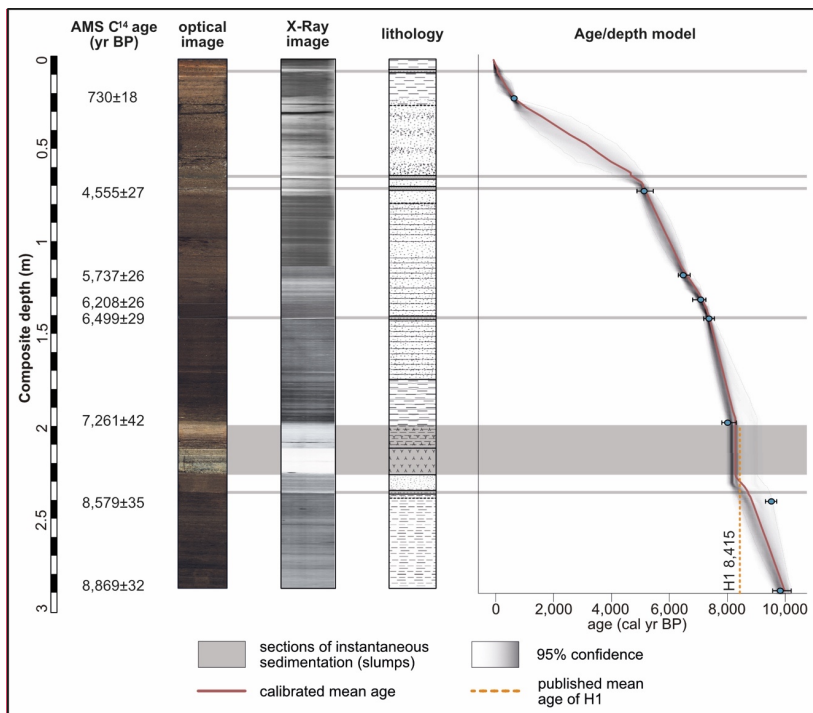 AMS C¹⁴ age
(yr BP)
optical
image
X-Ray
image
lithology
Age/depth model
Composite depth (m)
0
0.5
1
1.5
2
2.5
3
730±18
4,555±27
5,737±26
6,208±26
6,499±29
7,261±42
8,579±35
8,869±32
H1 8,415
0
2,000
4,000
6,000
8,000
10,000
age (cal yr BP)
sections of instantaneous
sedimentation (slumps)
95% confidence
calibrated mean age
published mean
age of H1